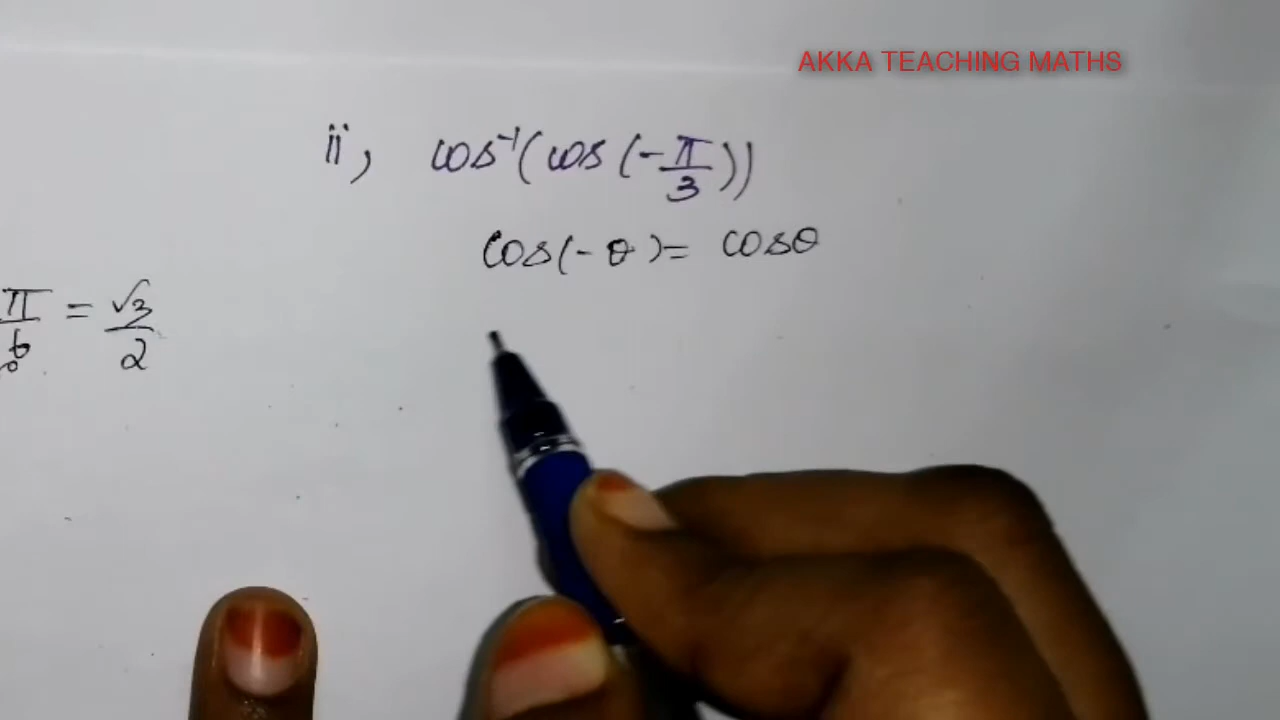 AKKA TEACHING MATHS
ii, cos⁻¹(cos(-π/3))
cos(-θ)= cosθ
π/6 = √3/2